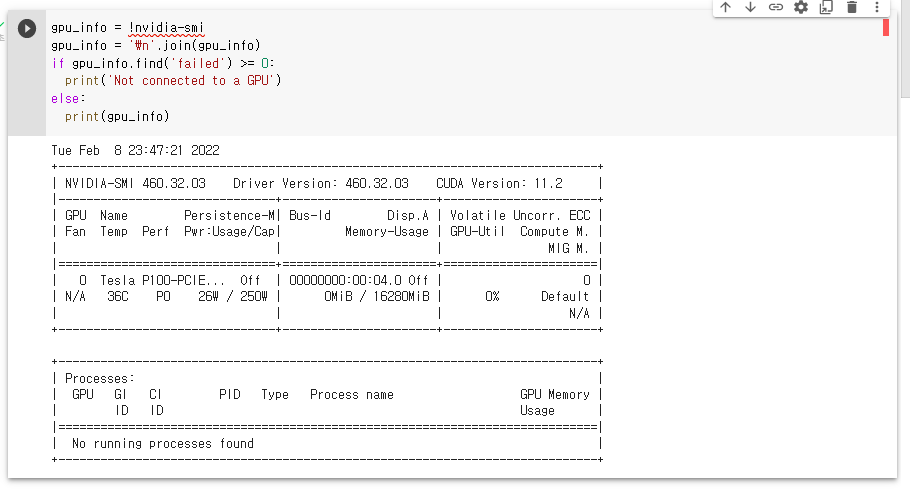 gpu_info = !nvidia-smi
gpu_info = '₩n'.join(gpu_info)
if gpu_info.find('failed') >= 0:
  print('Not connected to a GPU')
else:
  print(gpu_info)
Tue Feb  8 23:47:21 2022
+-----------------------------------------------------------------------------+
| NVIDIA-SMI 460.32.03    Driver Version: 460.32.03    CUDA Version: 11.2     |
|-------------------------------+----------------------+----------------------+
| GPU  Name        Persistence-M| Bus-Id        Disp.A | Volatile Uncorr. ECC |
| Fan  Temp  Perf  Pwr:Usage/Cap|         Memory-Usage | GPU-Util  Compute M. |
|                               |                      |               MIG M. |
|===============================+======================+======================|
|   0  Tesla P100-PCIE...  Off  | 00000000:00:04.0 Off |                    0 |
| N/A   36C    P0    26W / 250W |      0MiB / 16280MiB |      0%      Default |
|                               |                      |                  N/A |
+-------------------------------+----------------------+----------------------+
+-----------------------------------------------------------------------------+
| Processes:                                                                  |
|  GPU   GI   CI        PID   Type   Process name                  GPU Memory |
|        ID   ID                                                   Usage      |
|=============================================================================|
|  No running processes found                                                 |
+-----------------------------------------------------------------------------+